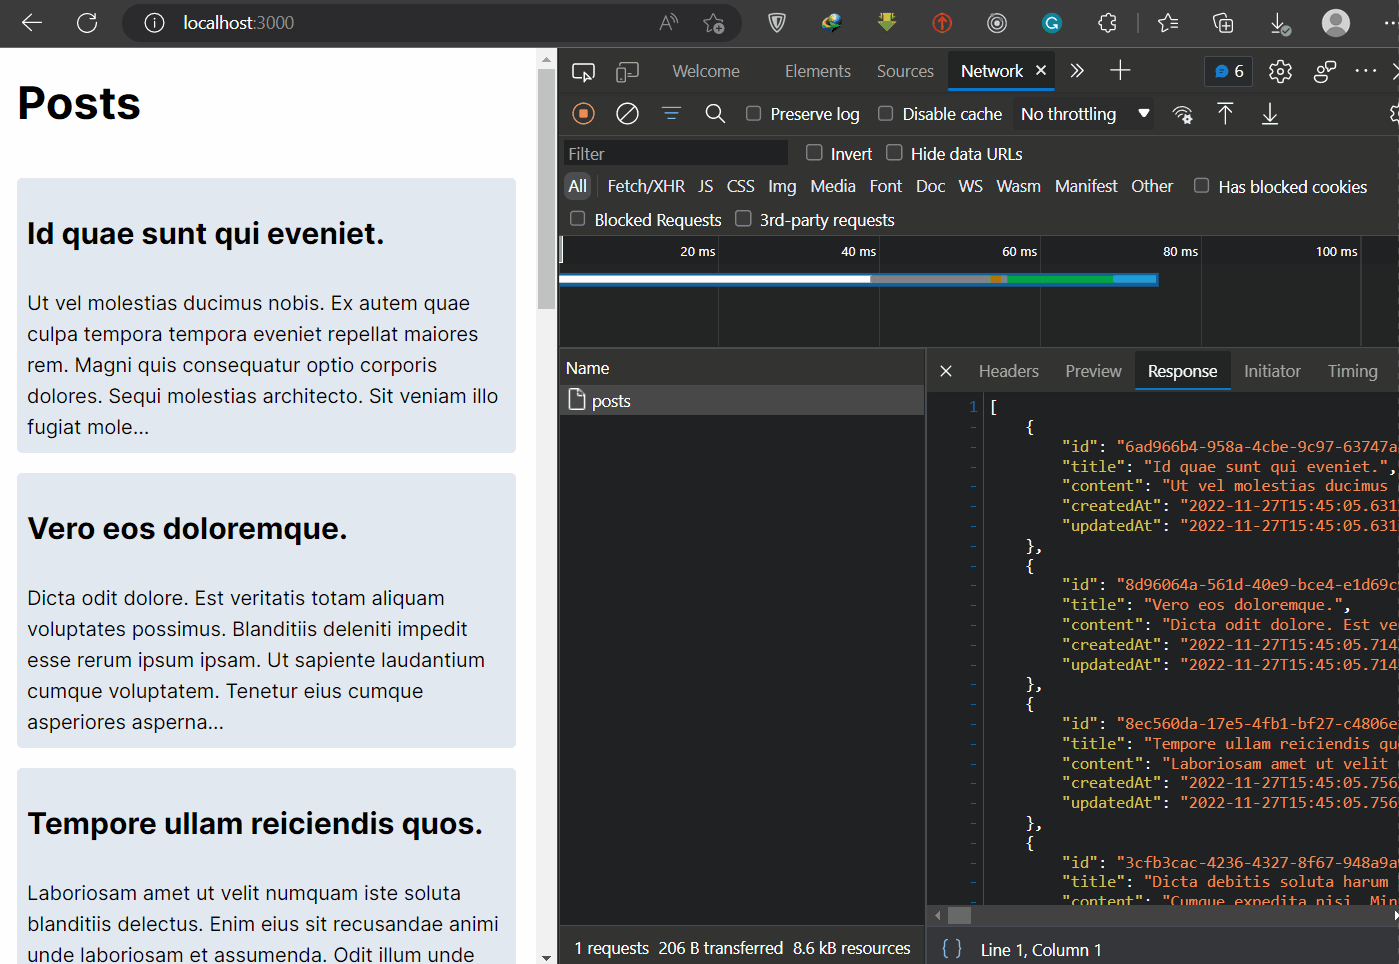 localhost:3000
Posts
Id quae sunt qui eveniet.
Ut vel molestias ducimus nobis. Ex autem quae
culpa tempora tempora eveniet repellat maiores
rem. Magni quis consequatur optio corporis
dolores. Sequi molestias architecto. Sit veniam illo
fugiat mole...
Vero eos doloremque.
Dicta odit dolore. Est veritatis totam aliquam
voluptates possimus. Blanditiis deleniti impedit
esse rerum ipsum ipsam. Ut sapiente laudantium
cumque voluptatem. Tenetur eius cumque
asperiores asperna...
Tempore ullam reiciendis quos.
Laboriosam amet ut velit numquam iste soluta
blanditiis delectus. Enim eius sit recusandae animi
unde laboriosam et assumenda. Odit illum unde
Welcome Elements Sources Network 6
Preserve log Disable cache No throttling
Filter Invert Hide data URLs
All Fetch/XHR JS CSS Img Media Font Doc WS Wasm Manifest Other Has blocked cookies
Blocked Requests 3rd-party requests
20 ms 40 ms 60 ms 80 ms 100 ms
Name
posts
1 requests 206 B transferred 8.6 kB resources
Headers Preview Response Initiator Timing
1 [
- {
- "id": "6ad966b4-958a-4cbe-9c97-63747a
- "title": "Id quae sunt qui eveniet.",
- "content": "Ut vel molestias ducimus
- "createdAt": "2022-11-27T15:45:05.631
- "updatedAt": "2022-11-27T15:45:05.631
- },
- {
- "id": "8d96064a-561d-40e9-bce4-e1d69c
- "title": "Vero eos doloremque.",
- "content": "Dicta odit dolore. Est ve
- "createdAt": "2022-11-27T15:45:05.714
- "updatedAt": "2022-11-27T15:45:05.714
- },
- {
- "id": "8ec560da-17e5-4fb1-bf27-c4806e
- "title": "Tempore ullam reiciendis qu
- "content": "Laboriosam amet ut velit
- "createdAt": "2022-11-27T15:45:05.756
- "updatedAt": "2022-11-27T15:45:05.756
- },
- {
- "id": "3cfb3cac-4236-4327-8f67-948a9a
- "title": "Dicta debitis soluta harum
- "content": "Cumque expedita nisi. Min
{ } Line 1, Column 1